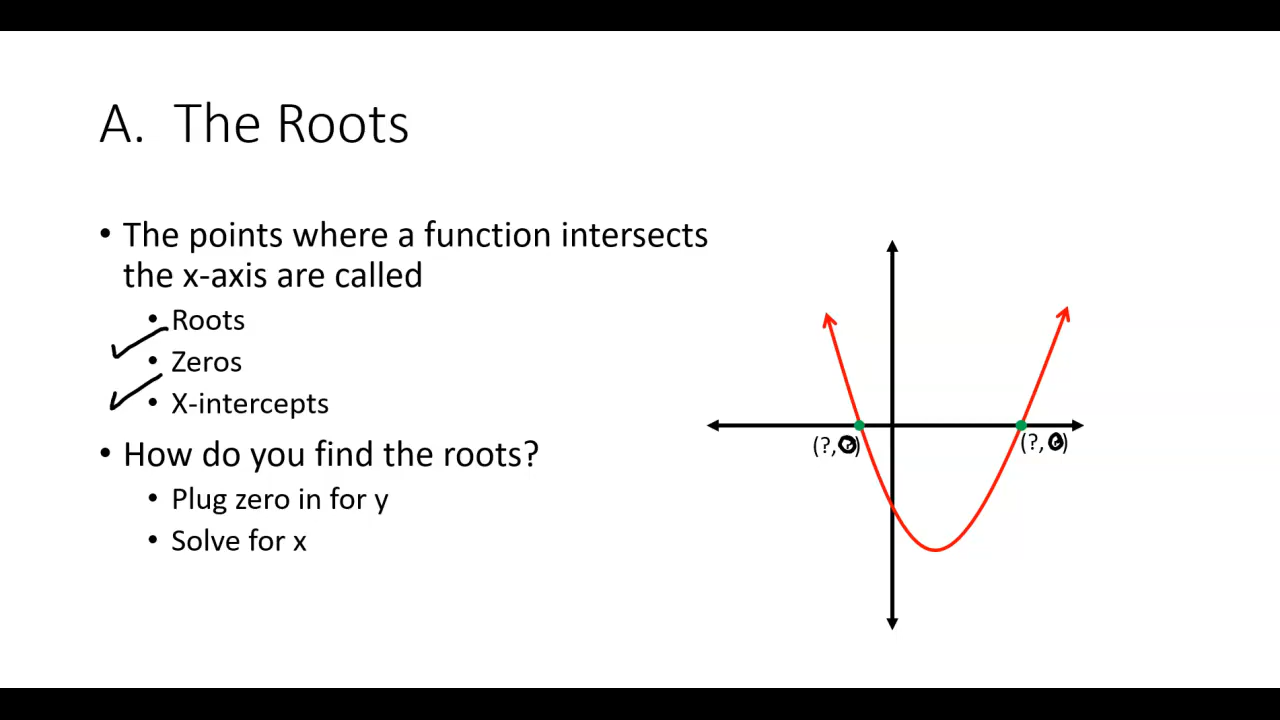 A. The Roots
• The points where a function intersects
the x-axis are called
• Roots
• Zeros
• X-intercepts
• How do you find the roots?
• Plug zero in for y
• Solve for x
(?, 0)
(?, 0)